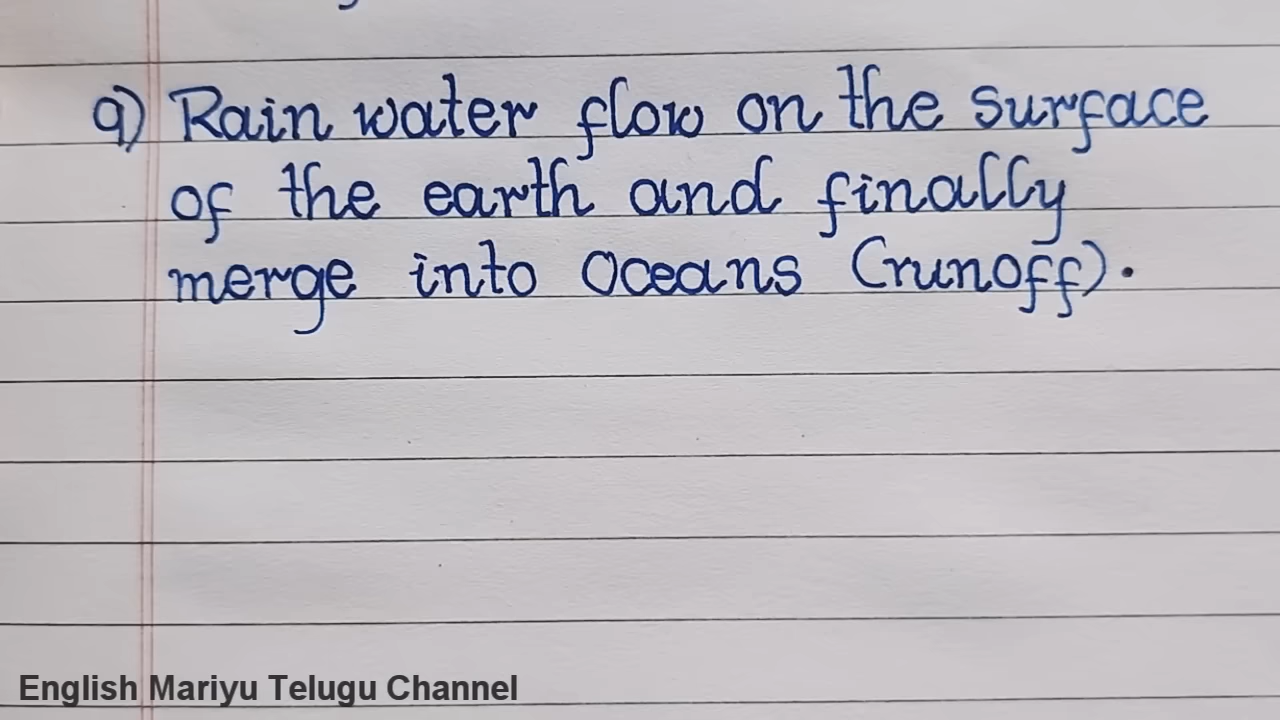 9) Rain water flow on the surface
of the earth and finally
merge into Oceans (runoff).
English Mariyu Telugu Channel